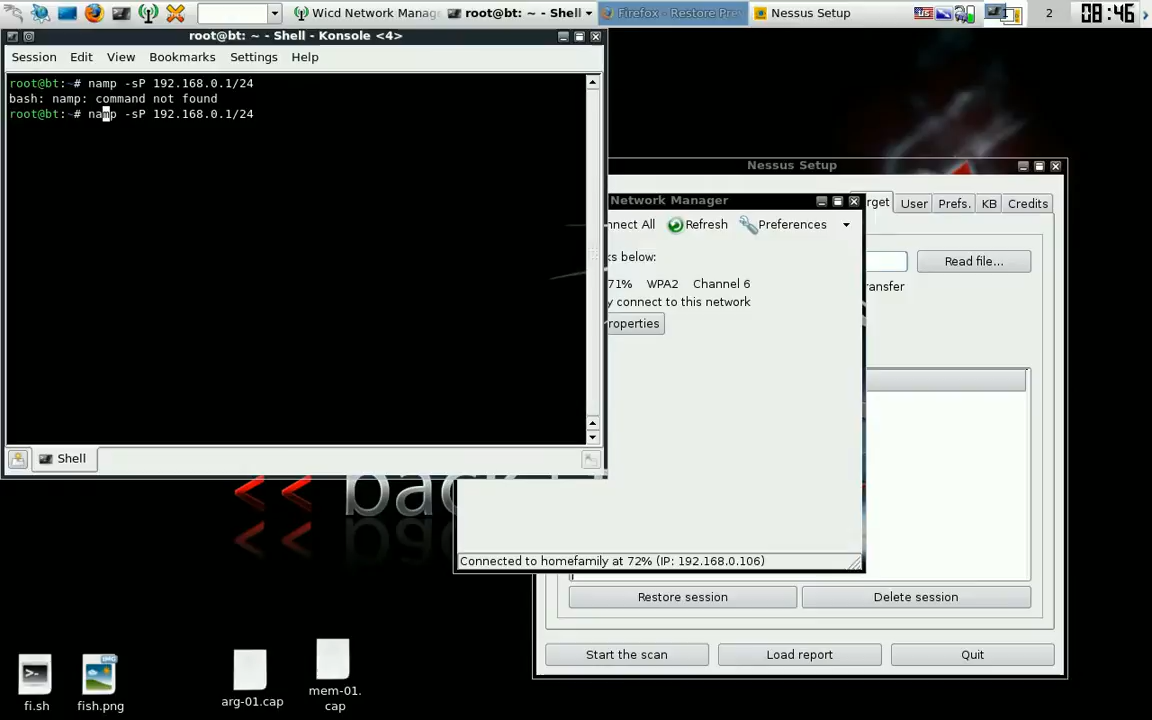 Wicd Network Mana
root@bt: ~ - Shell
Firefox - Restore Pre
Nessus Setup
2
08:46
root@bt: ~ - Shell - Konsole <4>
Session Edit View Bookmarks Settings Help
root@bt:~# namp -sP 192.168.0.1/24
bash: namp: command not found
root@bt:~# namp -sP 192.168.0.1/24
Shell
Nessus Setup
rget User Prefs. KB Credits
Read file...
ransfer
Network Manager
nnect All Refresh Preferences
ks below:
71% WPA2 Channel 6
y connect to this network
roperties
Connected to homefamily at 72% (IP: 192.168.0.106)
Restore session Delete session
Start the scan Load report Quit
<< back
fi.sh
fish.png
arg-01.cap
mem-01.
cap